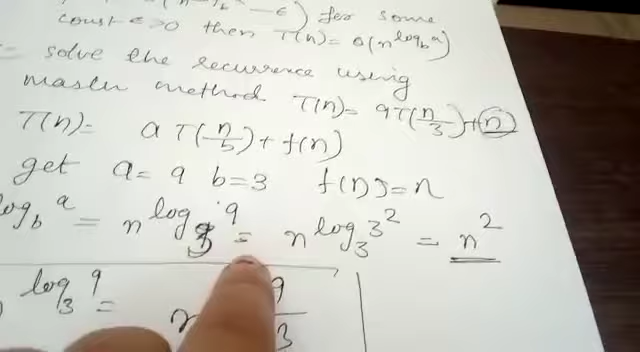 const ε>0 then T(n)= θ(n^log_b a)
solve the recurrence using
master method T(n)= 9T(n/3)+n
T(n)= a T(n/b)+ f(n)
get a= 9 b=3 f(n)=n
log_b a = n^log_3 9 = n^log_3 3^2 = n^2
log_3 9 =